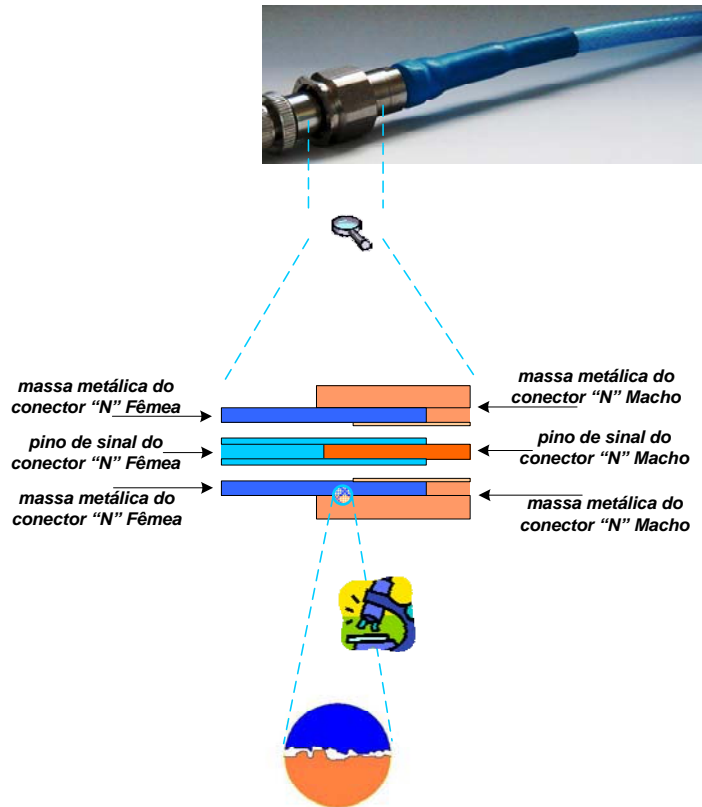 massa metálica do
conector “N” Fêmea
massa metálica do
conector “N” Macho
pino de sinal do
conector “N” Fêmea
pino de sinal do
conector “N” Macho
massa metálica do
conector “N” Fêmea
massa metálica do
conector “N” Macho